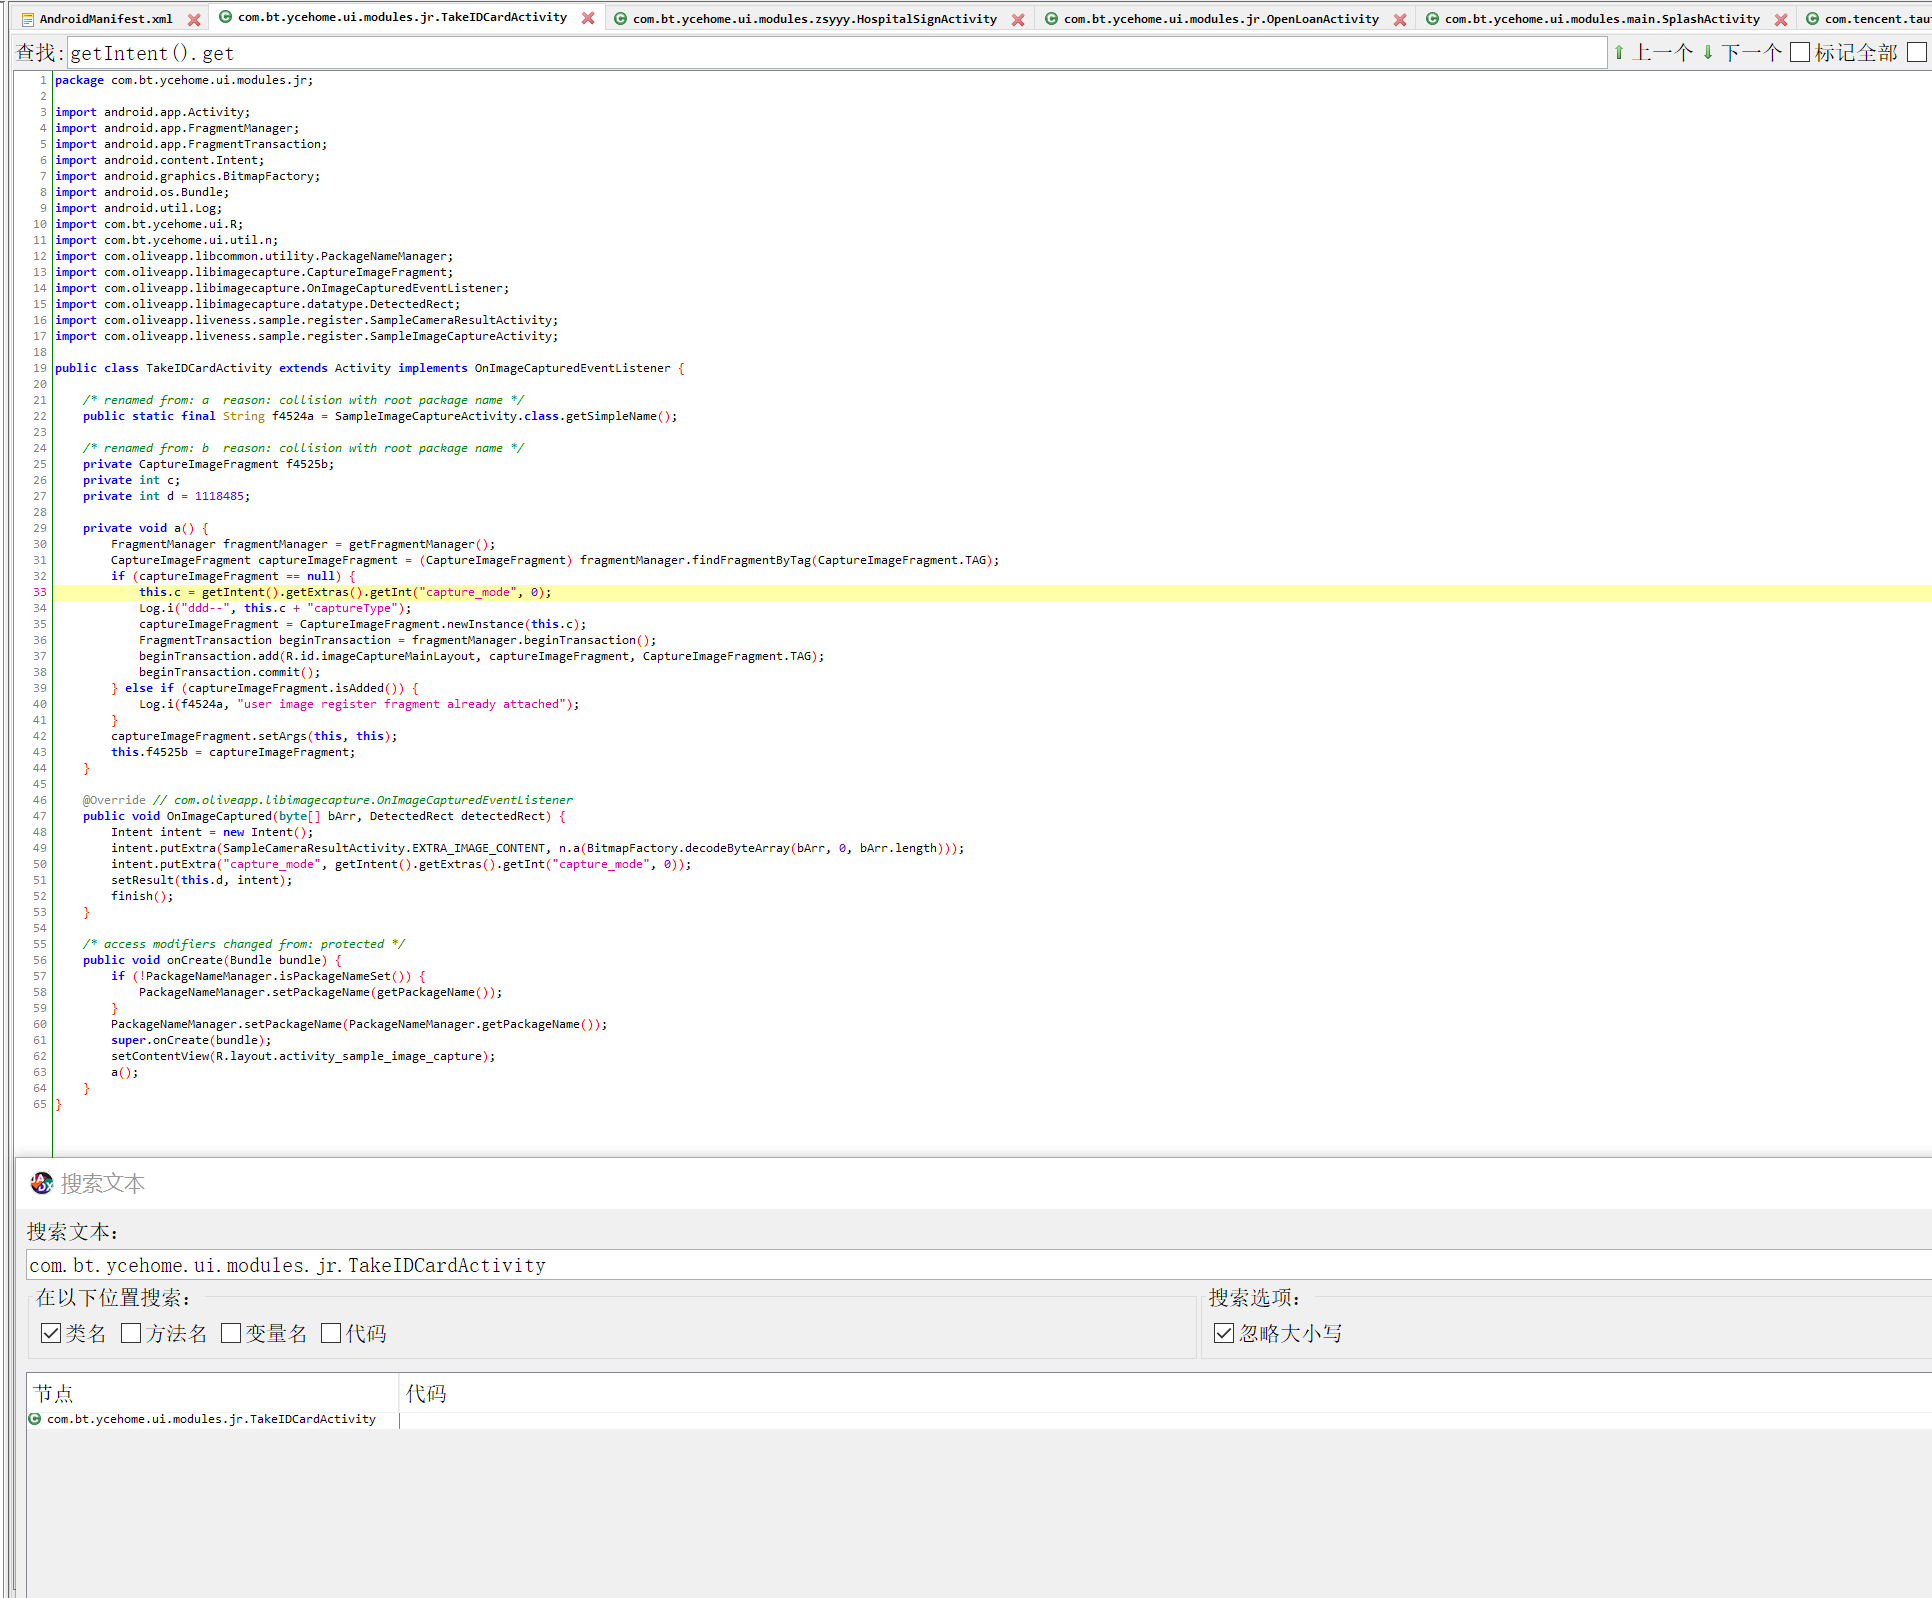 AndroidManifest.xml com.bt.ycehome.ui.modules.jr.TakeIDCardActivity com.bt.ycehome.ui.modules.zsyyy.HospitalSignActivity com.bt.ycehome.ui.modules.jr.OpenLoanActivity com.bt.ycehome.ui.modules.main.SplashActivity com.tencent.tau
查找: getIntent().get 上一个 下一个 标记全部
1 package com.bt.ycehome.ui.modules.jr;
2
3 import android.app.Activity;
4 import android.app.FragmentManager;
5 import android.app.FragmentTransaction;
6 import android.content.Intent;
7 import android.graphics.BitmapFactory;
8 import android.os.Bundle;
9 import android.util.Log;
10 import com.bt.ycehome.ui.R;
11 import com.bt.ycehome.ui.util.n;
12 import com.oliveapp.libcommon.utility.PackageNameManager;
13 import com.oliveapp.libimagecapture.CaptureImageFragment;
14 import com.oliveapp.libimagecapture.OnImageCapturedEventListener;
15 import com.oliveapp.libimagecapture.datatype.DetectedRect;
16 import com.oliveapp.liveness.sample.register.SampleCameraResultActivity;
17 import com.oliveapp.liveness.sample.register.SampleImageCaptureActivity;
18
19 public class TakeIDCardActivity extends Activity implements OnImageCapturedEventListener {
20
21 /* renamed from: a  reason: collision with root package name */
22 public static final String f4524a = SampleImageCaptureActivity.class.getSimpleName();
23
24 /* renamed from: b  reason: collision with root package name */
25 private CaptureImageFragment f4525b;
26 private int c;
27 private int d = 1118485;
28
29 private void a() {
30 FragmentManager fragmentManager = getFragmentManager();
31 CaptureImageFragment captureImageFragment = (CaptureImageFragment) fragmentManager.findFragmentByTag(CaptureImageFragment.TAG);
32 if (captureImageFragment == null) {
33 this.c = getIntent().getExtras().getInt("capture_mode", 0);
34 Log.i("ddd--", this.c + "captureType");
35 captureImageFragment = CaptureImageFragment.newInstance(this.c);
36 FragmentTransaction beginTransaction = fragmentManager.beginTransaction();
37 beginTransaction.add(R.id.imageCaptureMainLayout, captureImageFragment, CaptureImageFragment.TAG);
38 beginTransaction.commit();
39 } else if (captureImageFragment.isAdded()) {
40 Log.i(f4524a, "user image register fragment already attached");
41 }
42 captureImageFragment.setArgs(this, this);
43 this.f4525b = captureImageFragment;
44 }
45
46 @Override // com.oliveapp.libimagecapture.OnImageCapturedEventListener
47 public void OnImageCaptured(byte[] bArr, DetectedRect detectedRect) {
48 Intent intent = new Intent();
49 intent.putExtra(SampleCameraResultActivity.EXTRA_IMAGE_CONTENT, n.a(BitmapFactory.decodeByteArray(bArr, 0, bArr.length)));
50 intent.putExtra("capture_mode", getIntent().getExtras().getInt("capture_mode", 0));
51 setResult(this.d, intent);
52 finish();
53 }
54
55 /* access modifiers changed from: protected */
56 public void onCreate(Bundle bundle) {
57 if (!PackageNameManager.isPackageNameSet()) {
58 PackageNameManager.setPackageName(getPackageName());
59 }
60 PackageNameManager.setPackageName(PackageNameManager.getPackageName());
61 super.onCreate(bundle);
62 setContentView(R.layout.activity_sample_image_capture);
63 a();
64 }
65 }
搜索文本
搜索文本:
com.bt.ycehome.ui.modules.jr.TakeIDCardActivity
在以下位置搜索: 搜索选项:
类名 方法名 变量名 代码 忽略大小写
节点 代码
com.bt.ycehome.ui.modules.jr.TakeIDCardActivity